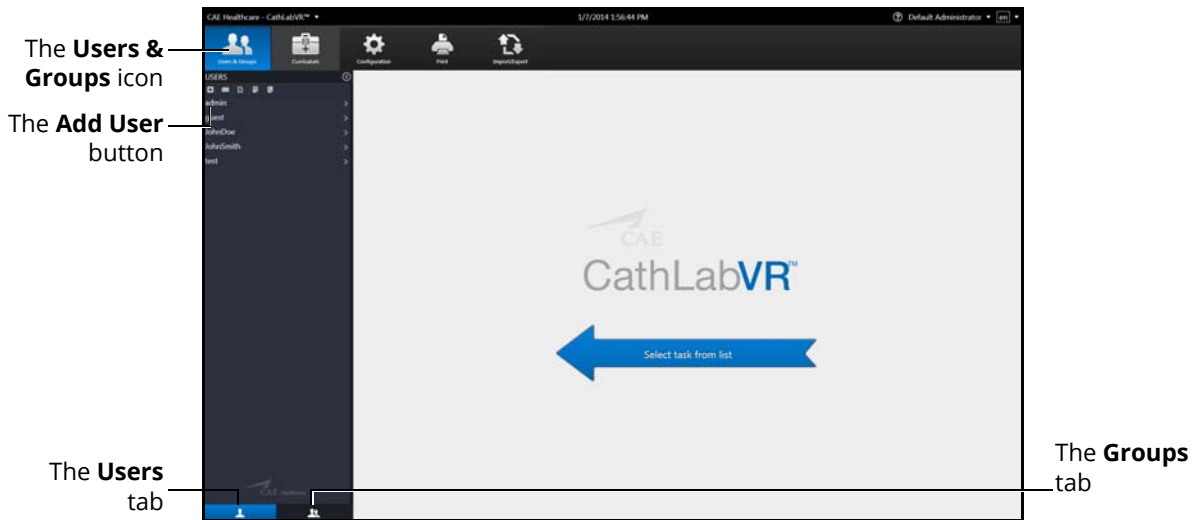 CAE Healthcare - CathLabVR™
1/7/2014 1:56:44 PM
Default Administrator
en
The Users &
Groups icon
Users & Groups
Curriculum
Configuration
Print
Import/Export
USERS
The Add User
button
admin
guest
JohnDoe
JohnSmith
test
CAE
CathLabVR™
Select task from list
The Users
tab
CAE Healthcare
The Groups
tab